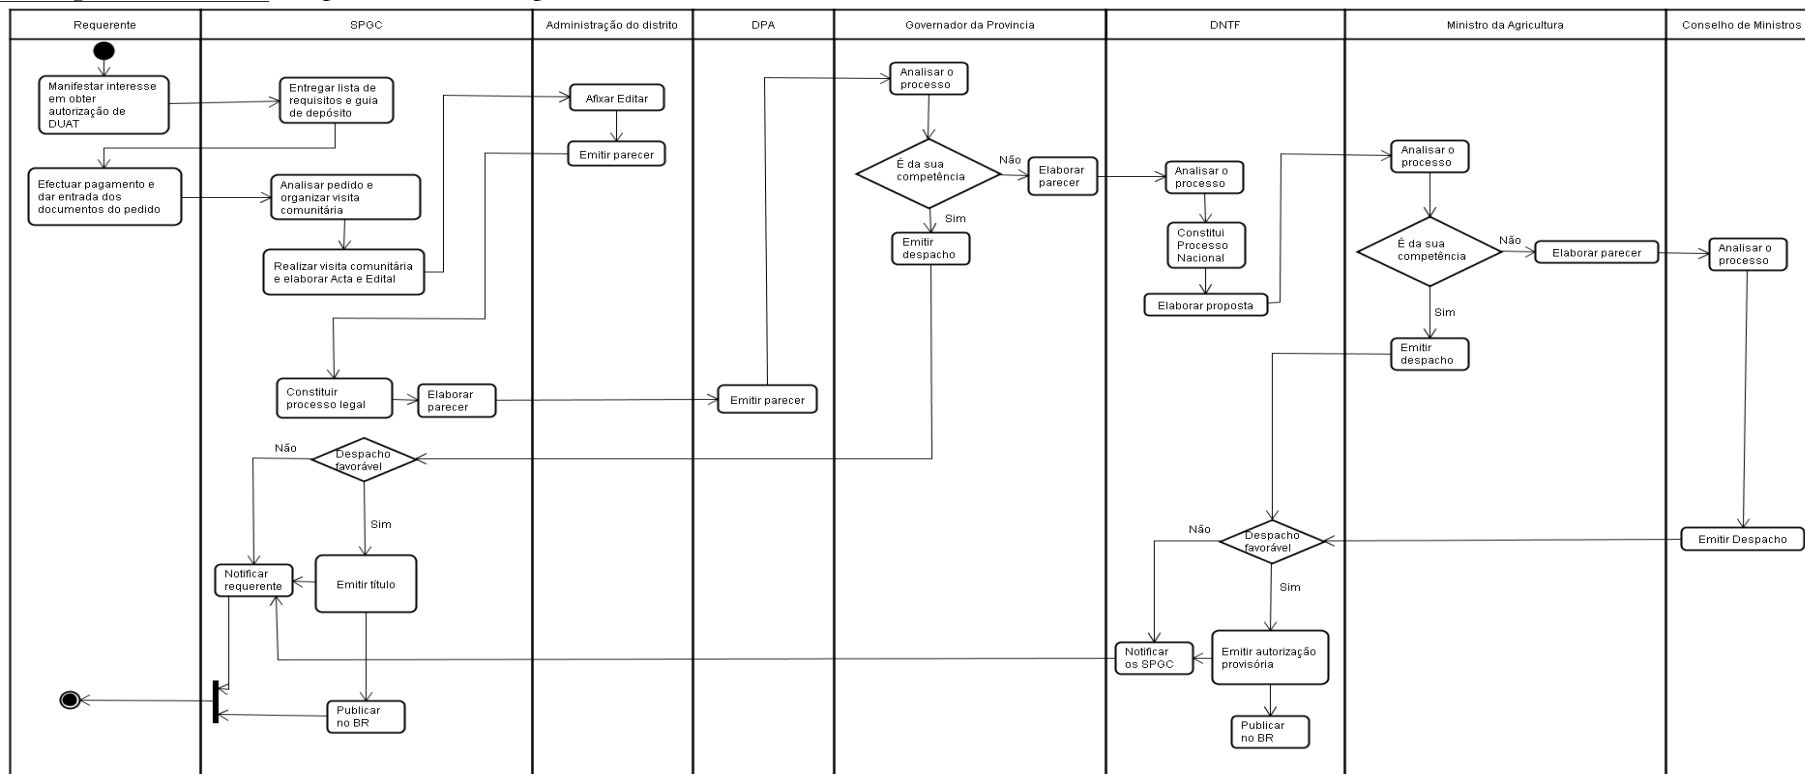 Requerente
SPGC
Administração do distrito
DPA
Governador da Provincia
DNTF
Ministro da Agricultura
Conselho de Ministros
Manifestar interesse
em obter
autorização de
DUAT
Entregar lista de
requisitos e guia
de depósito
Efectuar pagamento e
dar entrada dos
documentos do pedido
Analisar pedido e
organizar visita
comunitária
Realizar visita comunitária
e elaborar Acta e Edital
Afixar Editar
Emitir parecer
Constituir
processo legal
Elaborar
parecer
Emitir parecer
Analisar o
processo
É da sua
competência
Não
Elaborar
parecer
Sim
Emitir
despacho
Analisar o
processo
Constitui
Processo
Nacional
Elaborar proposta
Analisar o
processo
É da sua
competência
Não
Elaborar parecer
Sim
Emitir
despacho
Analisar o
processo
Emitir Despacho
Despacho
favorável
Não
Sim
Notificar
requerente
Emitir título
Publicar
no BR
Despacho
favorável
Não
Sim
Notificar
os SPGC
Emitir autorização
provisória
Publicar
no BR